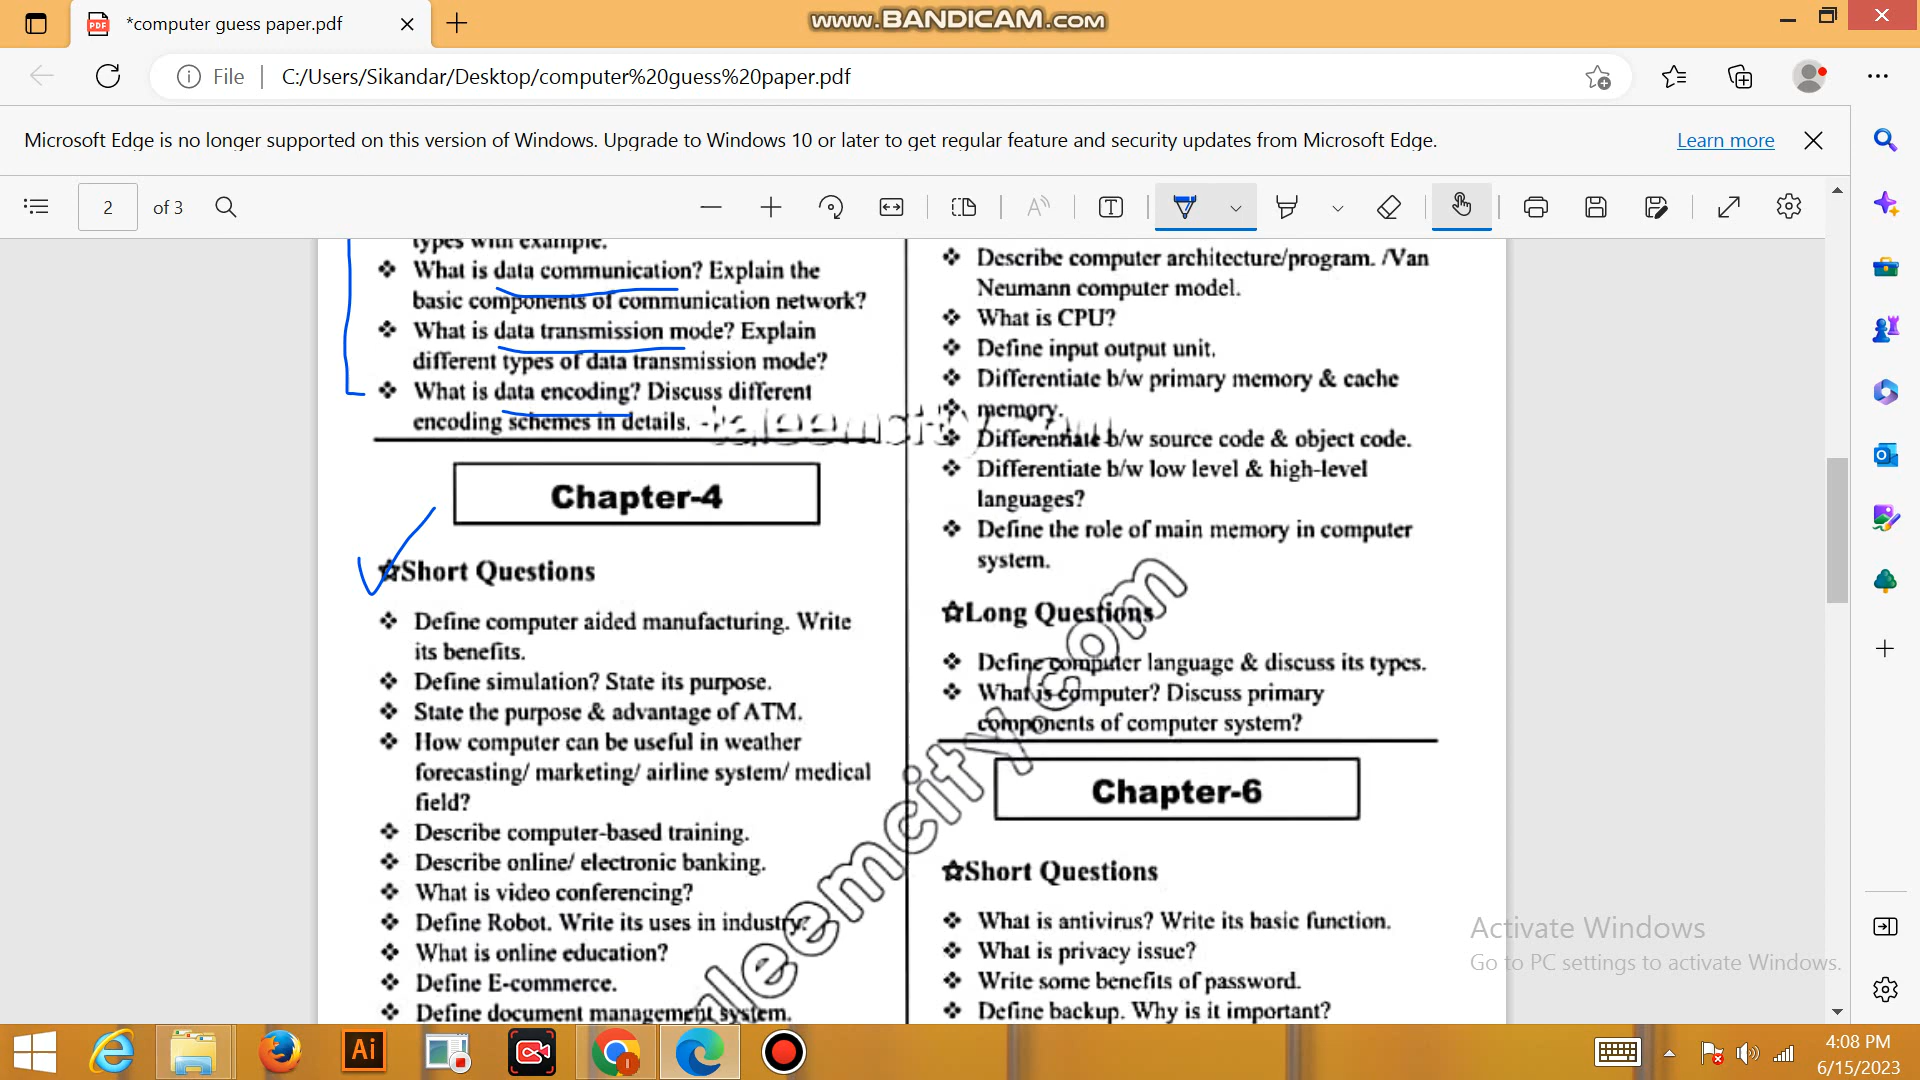 *computer guess paper.pdf
www.BANDICAM.com
File
C:/Users/Sikandar/Desktop/computer%20guess%20paper.pdf
Microsoft Edge is no longer supported on this version of Windows. Upgrade to Windows 10 or later to get regular feature and security updates from Microsoft Edge.
Learn more
2 of 3
types with example.
❖ What is data communication? Explain the
basic components of communication network?
❖ What is data transmission mode? Explain
different types of data transmission mode?
❖ What is data encoding? Discuss different
encoding schemes in details.
Chapter-4
☆Short Questions
❖ Define computer aided manufacturing. Write
its benefits.
❖ Define simulation? State its purpose.
❖ State the purpose & advantage of ATM.
❖ How computer can be useful in weather
forecasting/ marketing/ airline system/ medical
field?
❖ Describe computer-based training.
❖ Describe online/ electronic banking.
❖ What is video conferencing?
❖ Define Robot. Write its uses in industry?
❖ What is online education?
❖ Define E-commerce.
❖ Define document management system.
❖ Describe computer architecture/program. /Van
Neumann computer model.
❖ What is CPU?
❖ Define input output unit.
❖ Differentiate b/w primary memory & cache
❖ memory.
❖ Differentiate b/w source code & object code.
❖ Differentiate b/w low level & high-level
languages?
❖ Define the role of main memory in computer
system.
☆Long Questions
❖ Define computer language & discuss its types.
❖ What is computer? Discuss primary
components of computer system?
Chapter-6
☆Short Questions
❖ What is antivirus? Write its basic function.
❖ What is privacy issue?
❖ Write some benefits of password.
❖ Define backup. Why is it important?
taleemcity.com
aleemcity.com
Activate Windows
Go to PC settings to activate Windows.
Ai
4:08 PM
6/15/2023